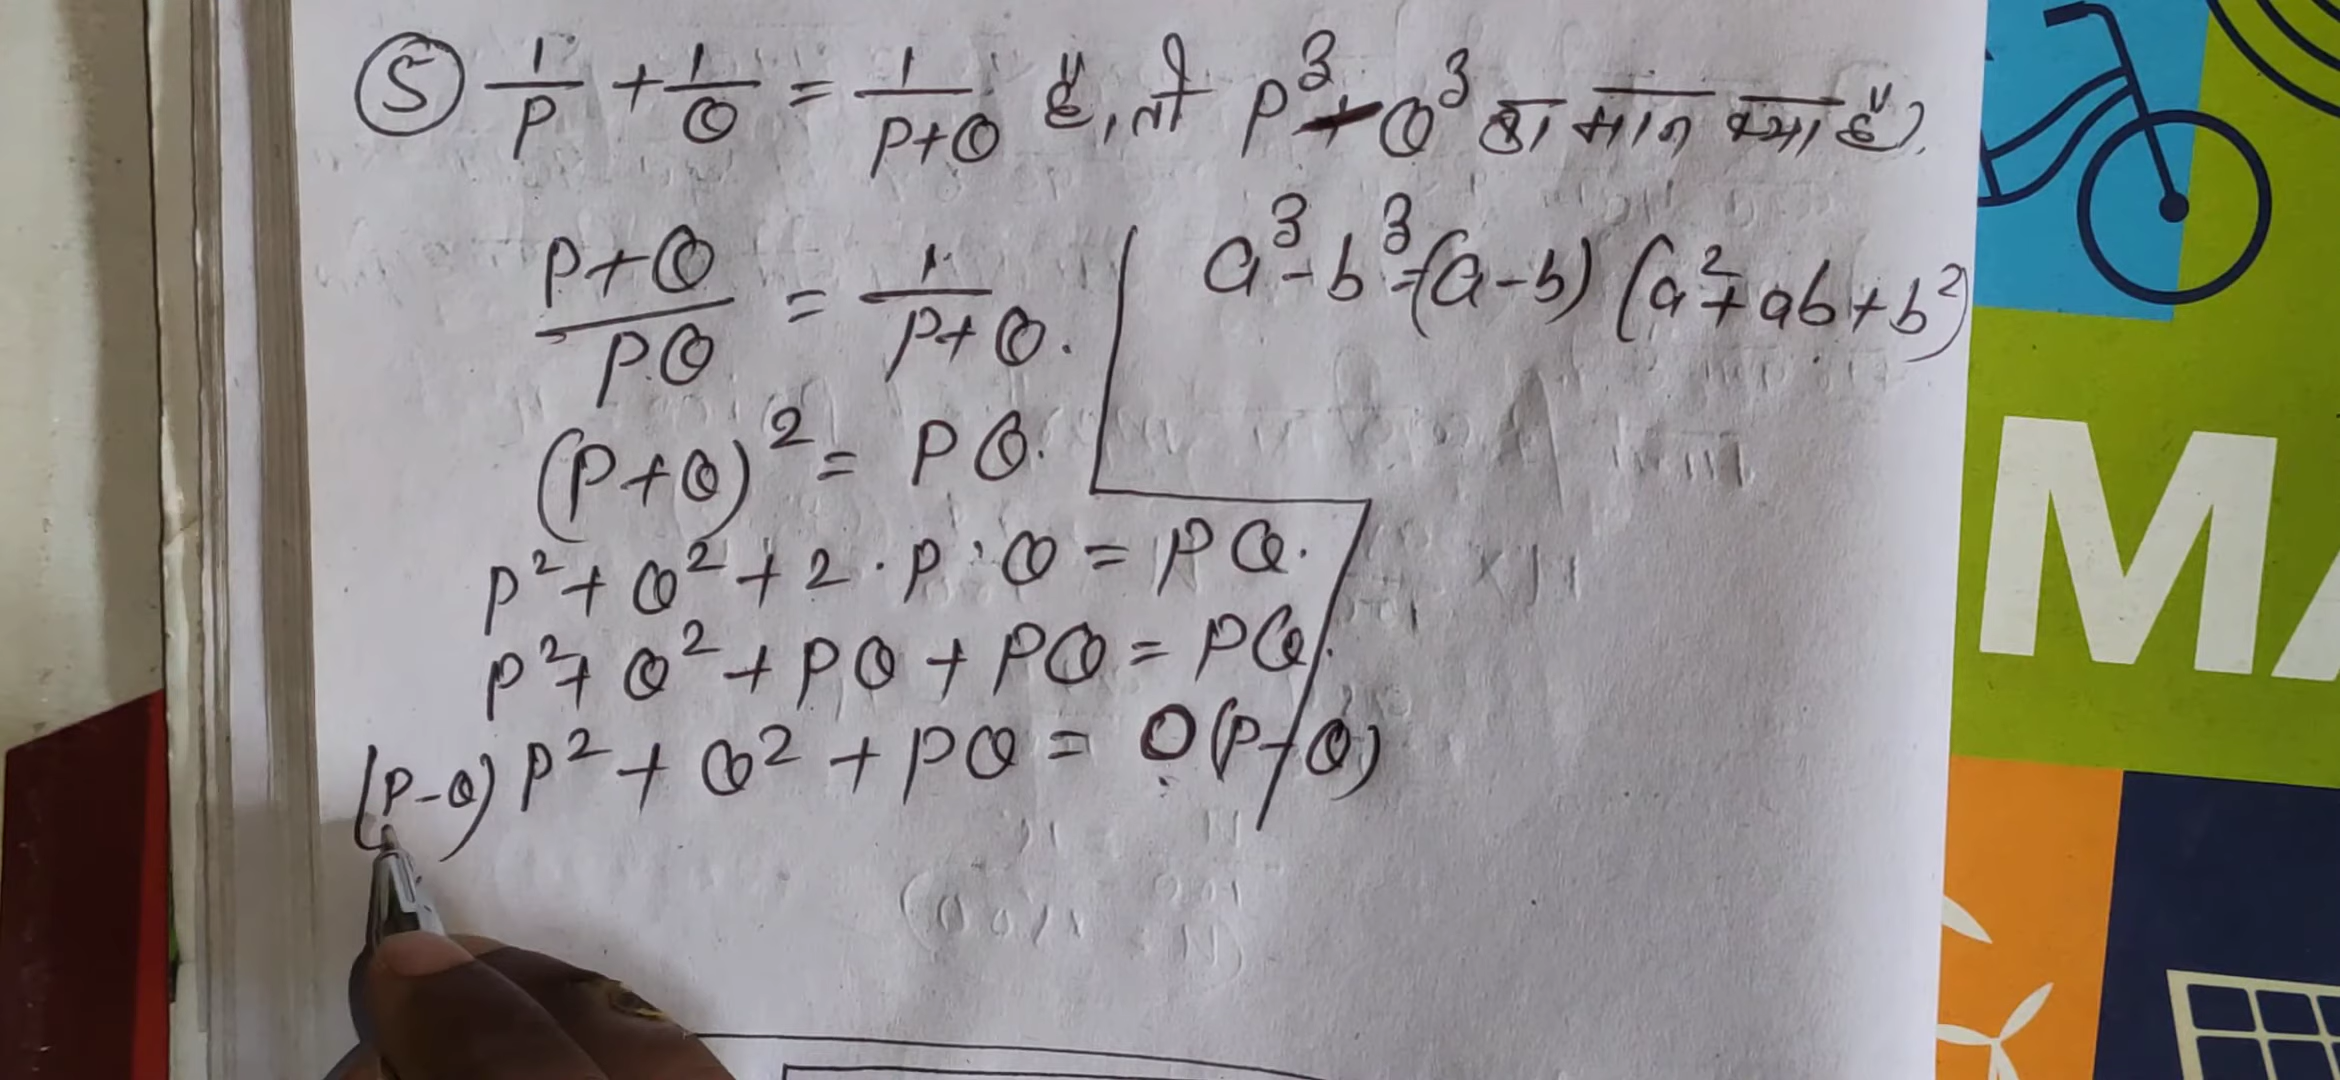 ⑤ 1/P + 1/Q = 1/(P+Q) है, तो P³ - Q³ का मान क्या है?
(P+Q)/(P.Q) = 1/(P+Q).
a³ - b³ = (a-b) (a² + ab + b²)
(P+Q)² = PQ.
P² + Q² + 2 · P · Q = PQ.
P² + Q² + PQ + PQ = PQ.
(P-Q) P² + Q² + PQ = 0 (P-Q)
MA